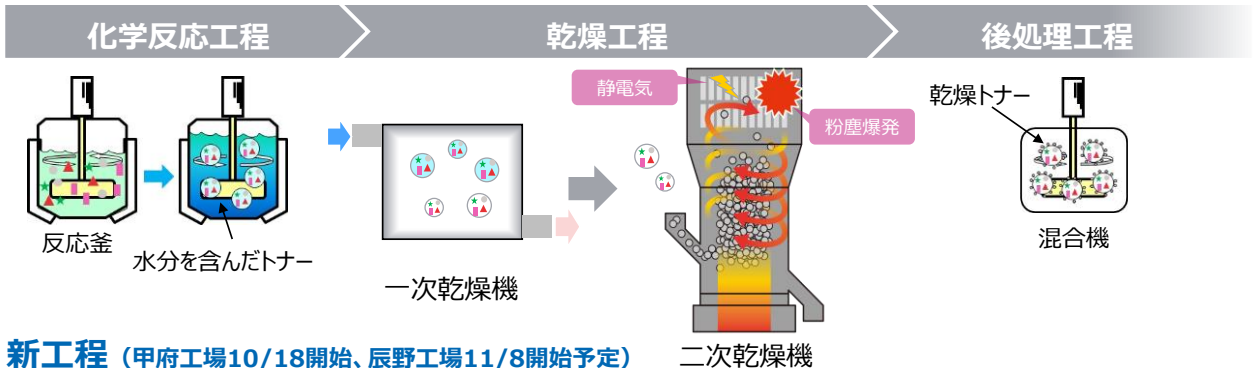 化学反応工程
乾燥工程
後処理工程
静電気
粉塵爆発
乾燥トナー
反応釜
水分を含んだトナー
一次乾燥機
二次乾燥機
混合機
新工程（甲府工場10/18開始、辰野工場11/8開始予定）